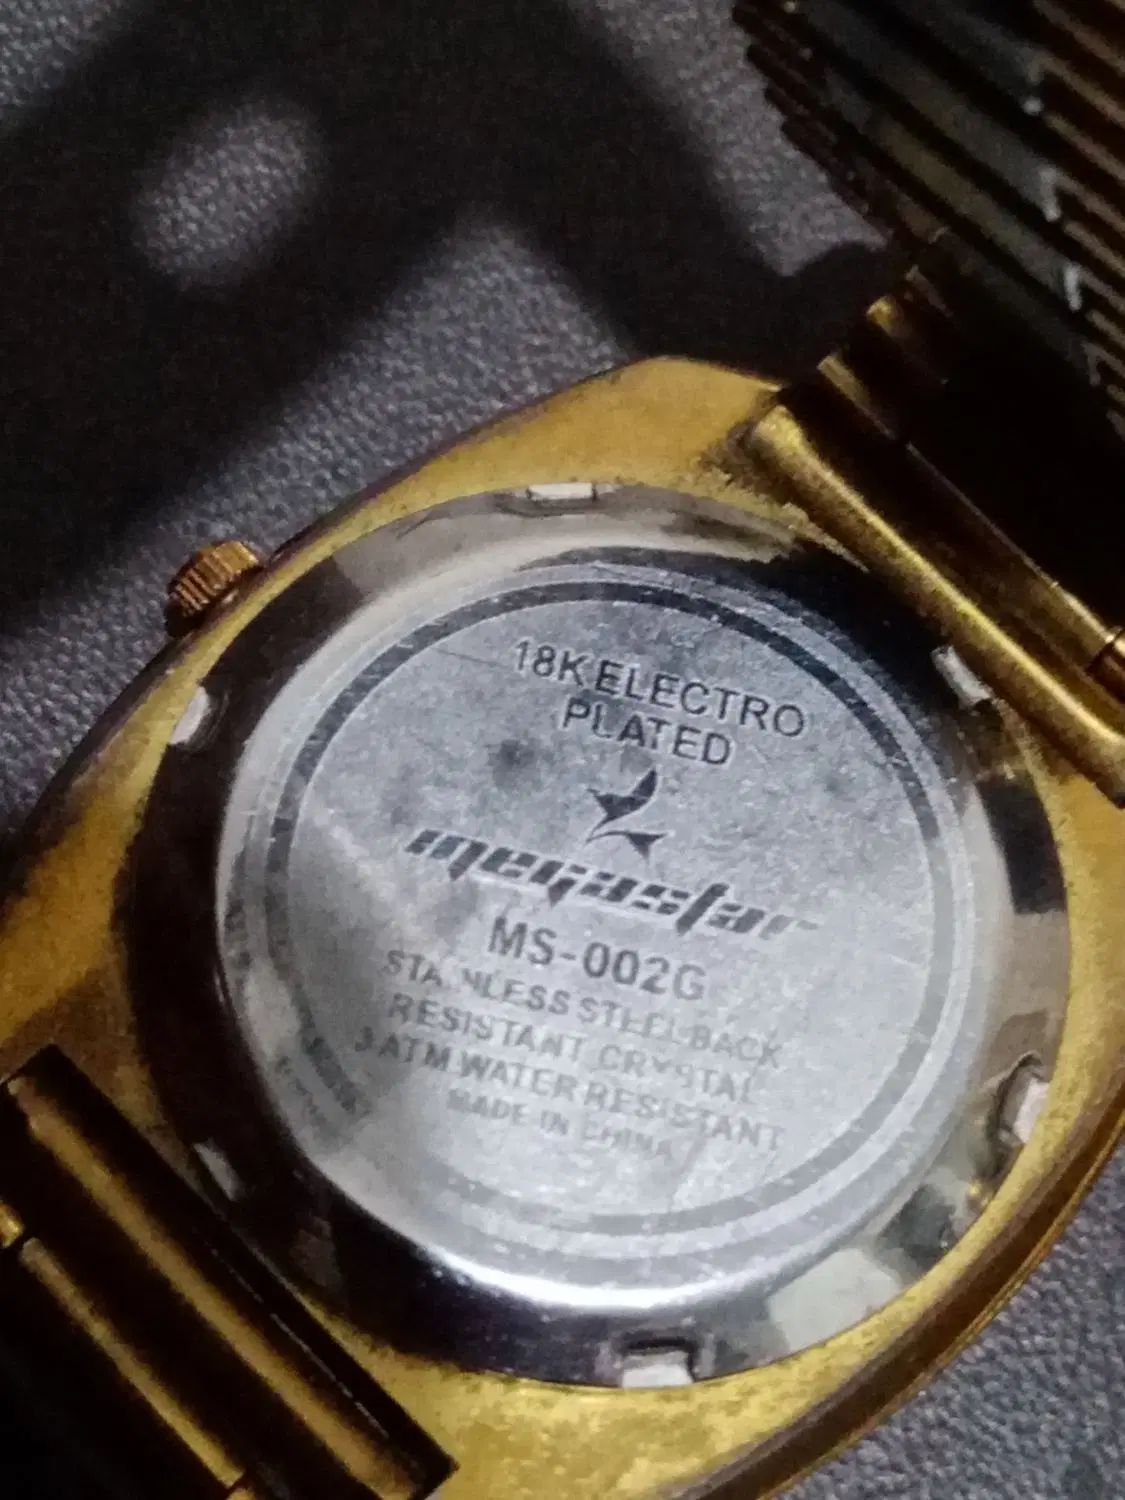 18K ELECTRO
PLATED
megastar
MS-002G
STAINLESS STEEL BACK
RESISTANT CRYSTAL
3 ATM WATER RESISTANT
MADE IN CHINA